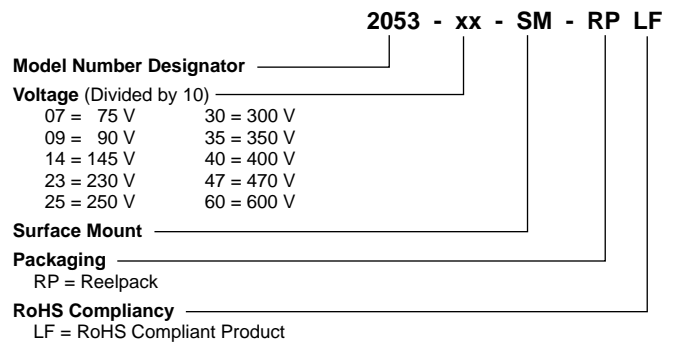 2053 - xx - SM - RP LF
Model Number Designator
Voltage (Divided by 10)
07 = 75 V 30 = 300 V
09 = 90 V 35 = 350 V
14 = 145 V 40 = 400 V
23 = 230 V 47 = 470 V
25 = 250 V 60 = 600 V
Surface Mount
Packaging
RP = Reelpack
RoHS Compliancy
LF = RoHS Compliant Product